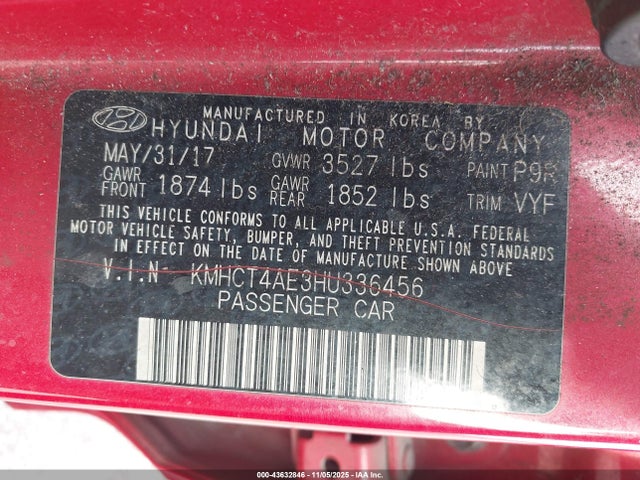 MANUFACTURED IN KOREA BY
HYUNDAI MOTOR COMPANY
MAY/31/17 GVWR 3527 lbs PAINT P9R
GAWR FRONT 1874 lbs GAWR REAR 1852 lbs TRIM VYF
THIS VEHICLE CONFORMS TO ALL APPLICABLE U.S.A. FEDERAL
MOTOR VEHICLE SAFETY, BUMPER, AND THEFT PREVENTION STANDARDS
IN EFFECT ON THE DATE OF MANUFACTURE SHOWN ABOVE
V.I.N KMHCT4AE3HU336456
PASSENGER CAR
000-43632846 | 11/05/2025 | IAA Inc.